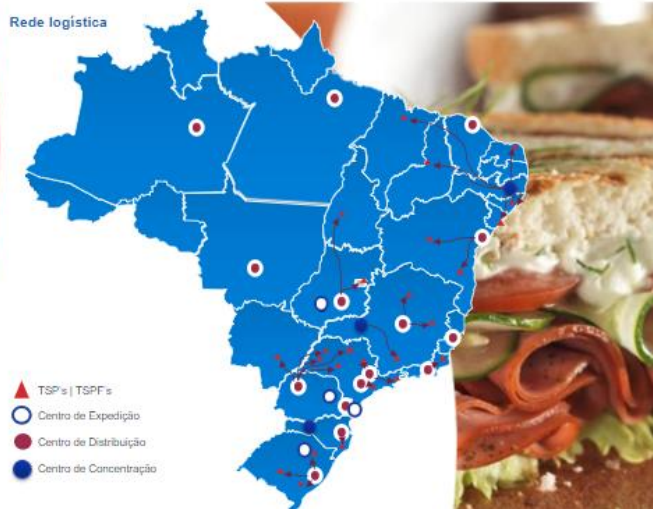 Rede logística
TSP's | TSPF's
Centro de Expedição
Centro de Distribuição
Centro de Concentração